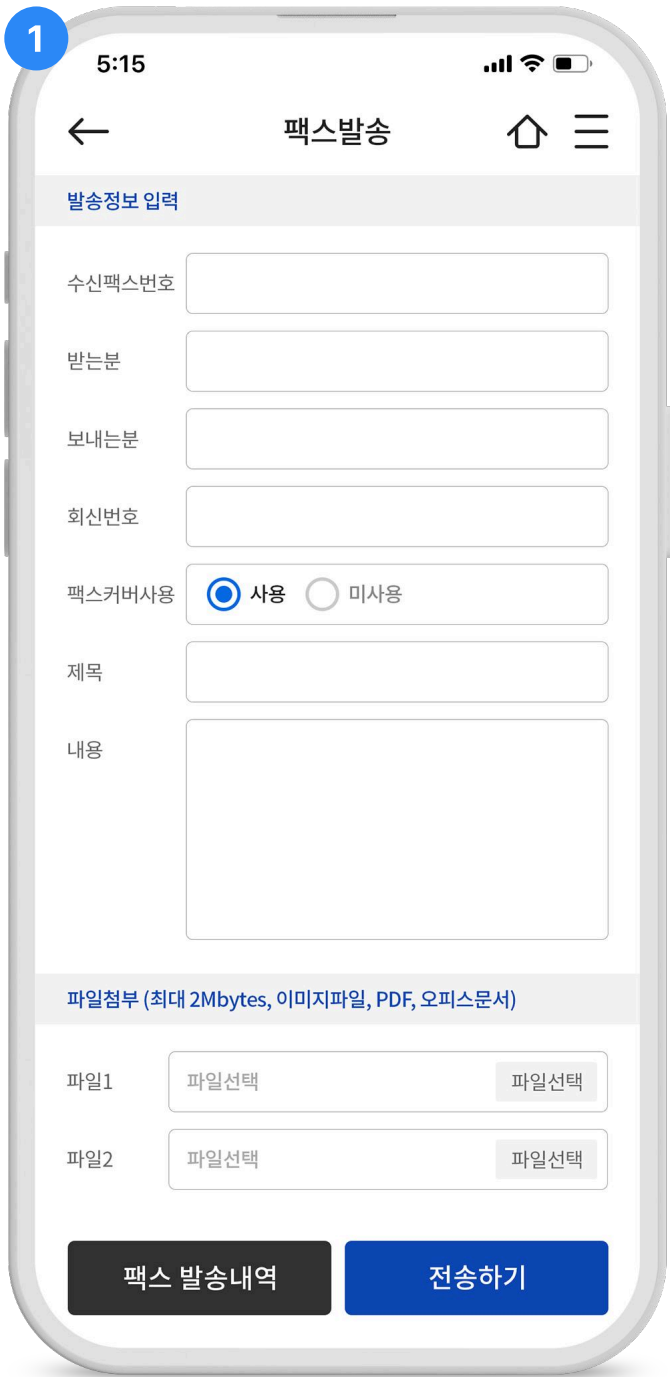 1
5:15
팩스발송
발송정보 입력
수신팩스번호
받는분
보내는분
회신번호
팩스커버사용 사용 미사용
제목
내용
파일첨부 (최대 2Mbytes, 이미지파일, PDF, 오피스문서)
파일1 파일선택 파일선택
파일2 파일선택 파일선택
팩스 발송내역 전송하기